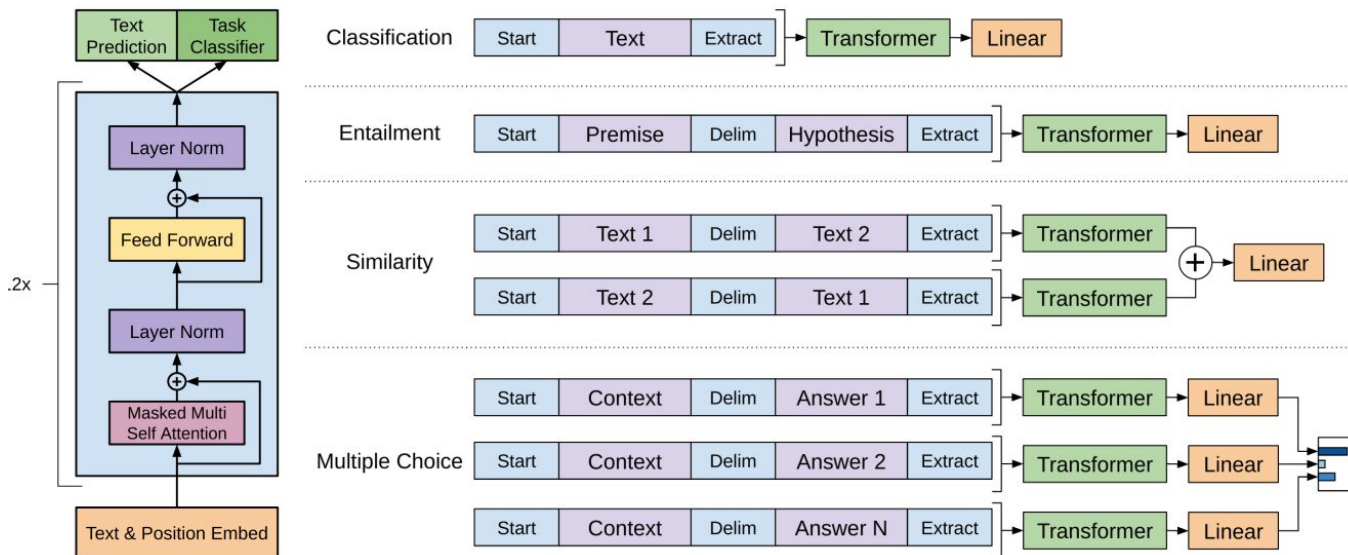 Text Prediction
Task Classifier
Layer Norm
Feed Forward
.2x
Layer Norm
Masked Multi Self Attention
Text & Position Embed
Classification
Start Text Extract Transformer Linear
Entailment
Start Premise Delim Hypothesis Extract Transformer Linear
Similarity
Start Text 1 Delim Text 2 Extract Transformer
Linear
Start Text 2 Delim Text 1 Extract Transformer
Multiple Choice
Start Context Delim Answer 1 Extract Transformer Linear
Start Context Delim Answer 2 Extract Transformer Linear
Start Context Delim Answer N Extract Transformer Linear